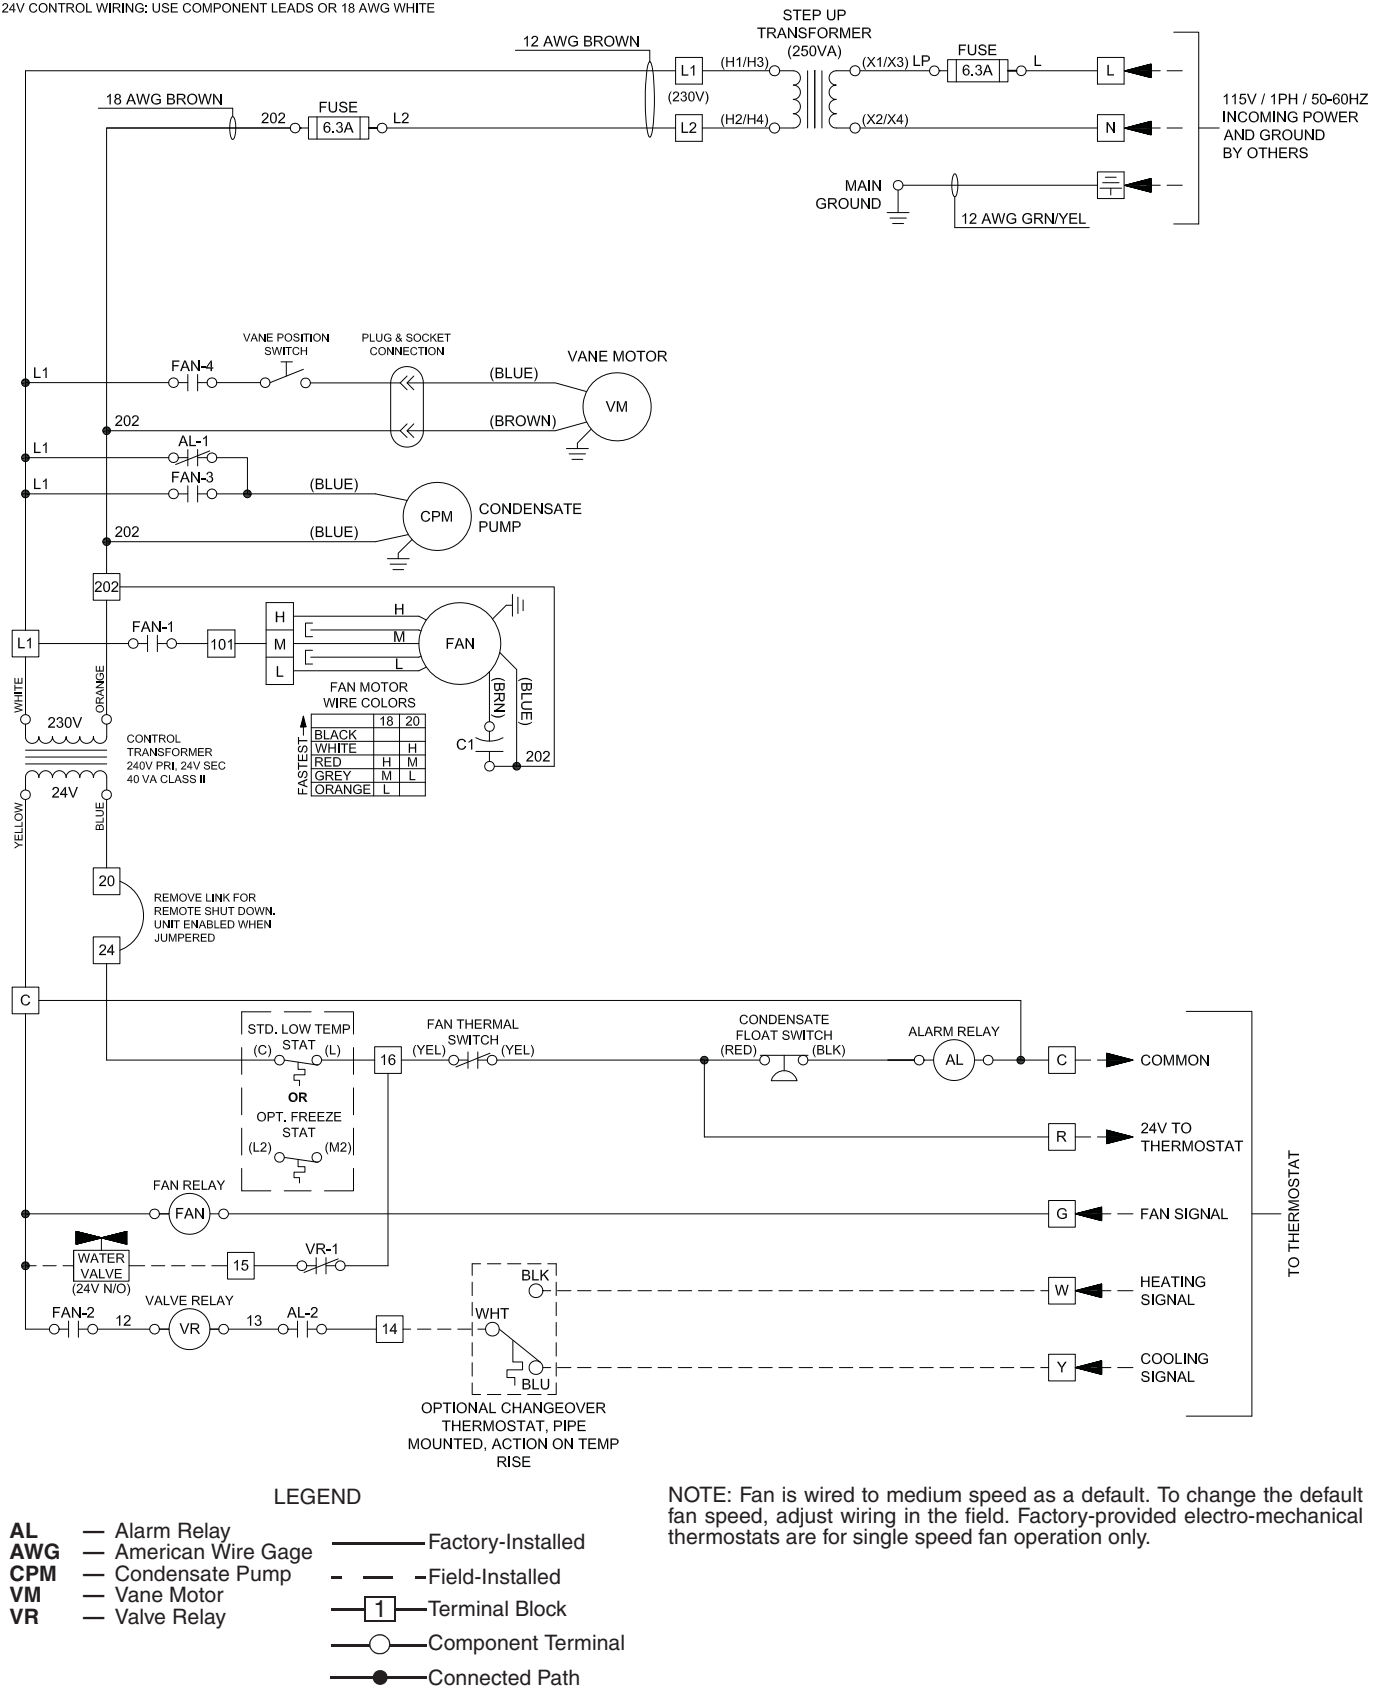 24V CONTROL WIRING: USE COMPONENT LEADS OR 18 AWG WHITE
STEP UP
TRANSFORMER
(250VA)
12 AWG BROWN
FUSE
L1
(H1/H3)
(X1/X3)
LP
6.3A
L
L
(230V)
18 AWG BROWN
FUSE
202
6.3A
L2
L2
(H2/H4)
(X2/X4)
N
115V / 1PH / 50-60HZ
INCOMING POWER
AND GROUND
BY OTHERS
MAIN
GROUND
12 AWG GRN/YEL
VANE POSITION
SWITCH
PLUG & SOCKET
CONNECTION
VANE MOTOR
L1
FAN-4
(BLUE)
VM
202
(BROWN)
L1
AL-1
L1
FAN-3
(BLUE)
CPM
CONDENSATE
PUMP
202
(BLUE)
202
L1
FAN-1
101
H
M
L
H
M
L
FAN
WHITE
ORANGE
(BRN)
(BLUE)
C1
202
FAN MOTOR
WIRE COLORS
FASTEST
18 20
BLACK
WHITE H
RED H M
GREY M L
ORANGE L
230V
CONTROL
TRANSFORMER
240V PRI, 24V SEC
40 VA CLASS II
24V
YELLOW
BLUE
20
REMOVE LINK FOR
REMOTE SHUT DOWN.
UNIT ENABLED WHEN
JUMPERED
24
C
STD. LOW TEMP
STAT
(C)
(L)
OR
OPT. FREEZE
STAT
(L2)
(M2)
16
FAN THERMAL
SWITCH
(YEL)
(YEL)
CONDENSATE
FLOAT SWITCH
(RED)
(BLK)
ALARM RELAY
AL
C
COMMON
R
24V TO
THERMOSTAT
FAN RELAY
FAN
G
FAN SIGNAL
TO THERMOSTAT
WATER
VALVE
(24V N/O)
15
VR-1
BLK
W
HEATING
SIGNAL
FAN-2
12
VALVE RELAY
VR
13
AL-2
14
WHT
BLU
Y
COOLING
SIGNAL
OPTIONAL CHANGEOVER
THERMOSTAT, PIPE
MOUNTED, ACTION ON TEMP
RISE
LEGEND
AL — Alarm Relay
AWG — American Wire Gage
CPM — Condensate Pump
VM — Vane Motor
VR — Valve Relay
Factory-Installed
Field-Installed
1 Terminal Block
Component Terminal
Connected Path
NOTE: Fan is wired to medium speed as a default. To change the default
fan speed, adjust wiring in the field. Factory-provided electro-mechanical
thermostats are for single speed fan operation only.